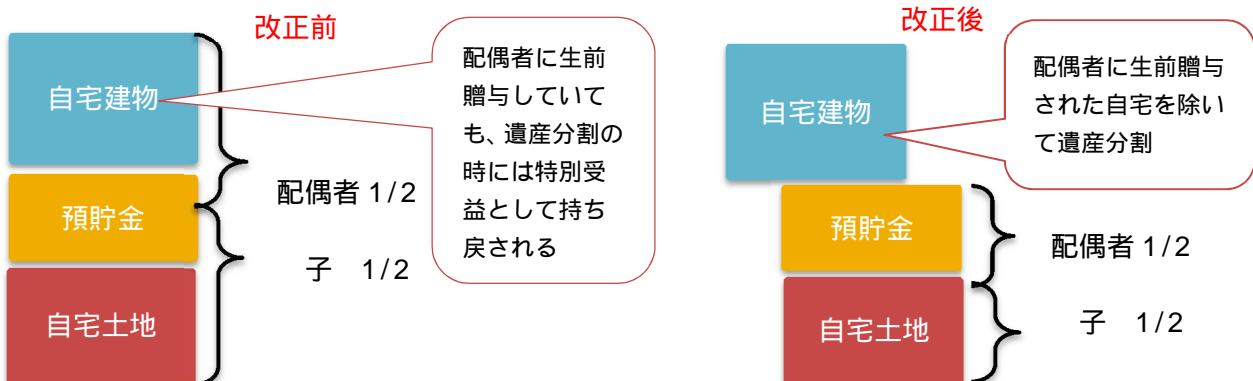 改正前
自宅建物
配偶者に生前
贈与していて
も、遺産分割の
時には特別受
益として持ち
戻される
預貯金
配偶者 1/2
子　1/2
自宅土地
改正後
自宅建物
配偶者に生前贈与
された自宅を除い
て遺産分割
預貯金
配偶者 1/2
自宅土地
子　1/2